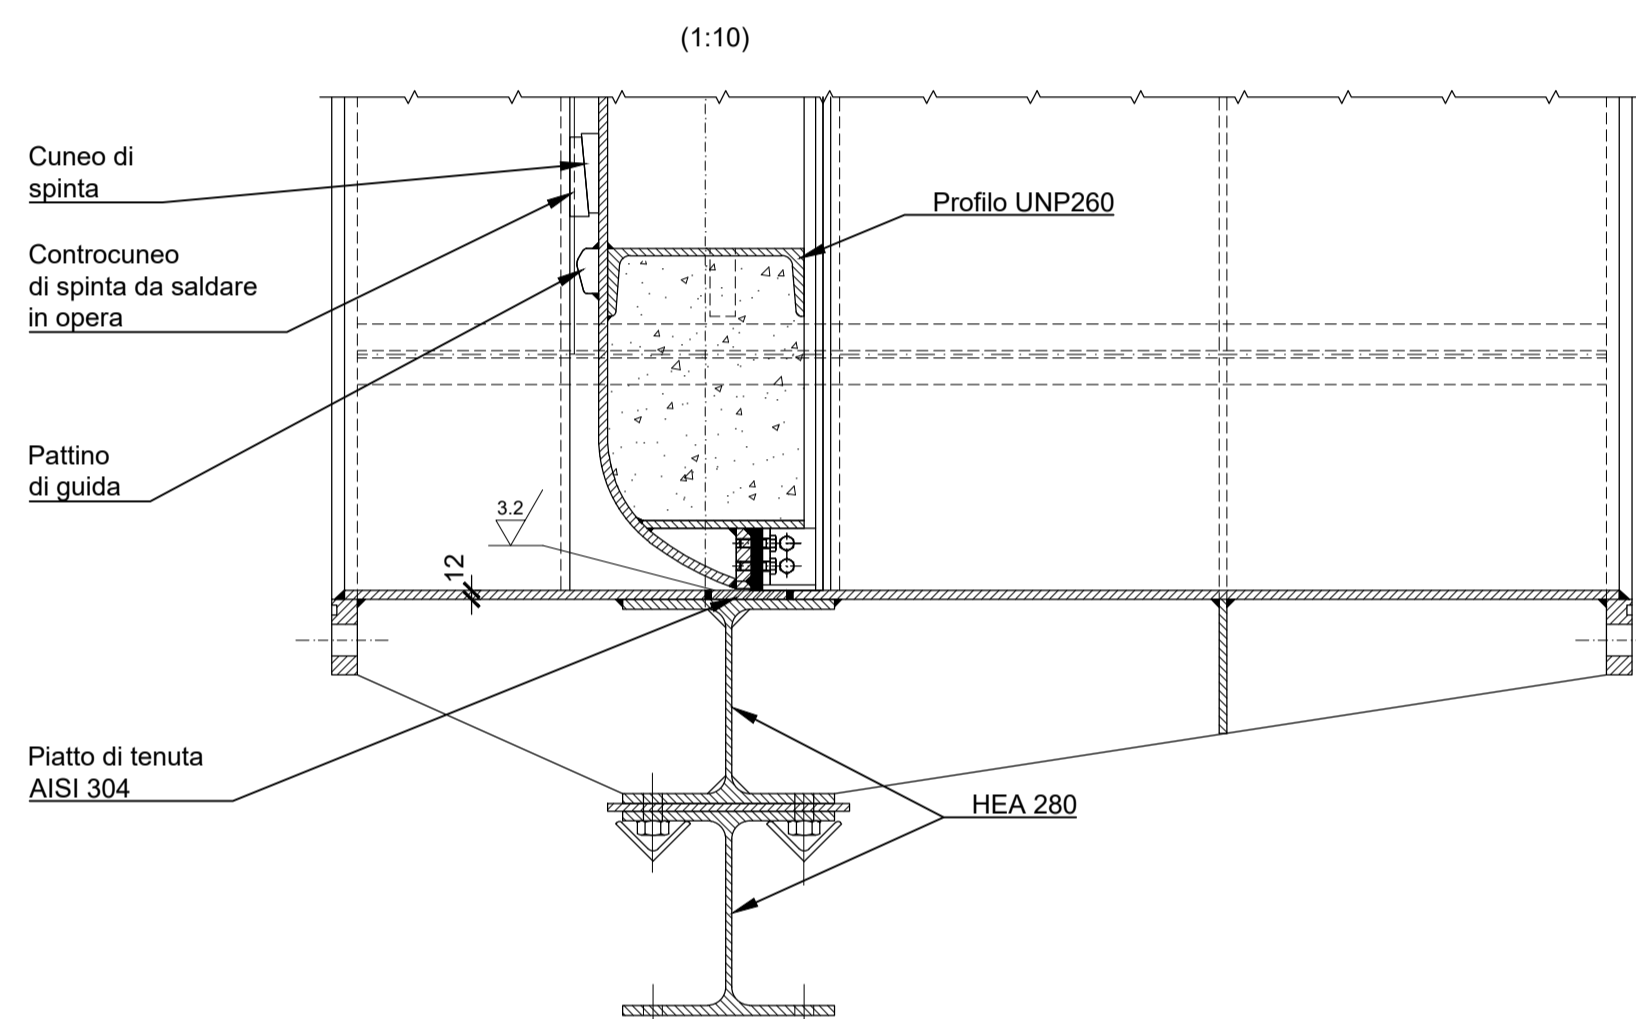 (1:10)
Cuneo di
spinta
Profilo UNP260
Controcuneo
di spinta da saldare
in opera
Pattino
di guida
3.2
12
Piatto di tenuta
AISI 304
HEA 280